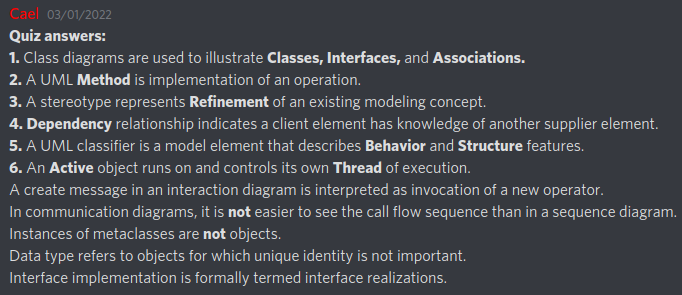 Cael 03/01/2022
Quiz answers:
1. Class diagrams are used to illustrate Classes, Interfaces, and Associations.
2. A UML Method is implementation of an operation.
3. A stereotype represents Refinement of an existing modeling concept.
4. Dependency relationship indicates a client element has knowledge of another supplier element.
5. A UML classifier is a model element that describes Behavior and Structure features.
6. An Active object runs on and controls its own Thread of execution.
A create message in an interaction diagram is interpreted as invocation of a new operator.
In communication diagrams, it is not easier to see the call flow sequence than in a sequence diagram.
Instances of metaclasses are not objects.
Data type refers to objects for which unique identity is not important.
Interface implementation is formally termed interface realizations.